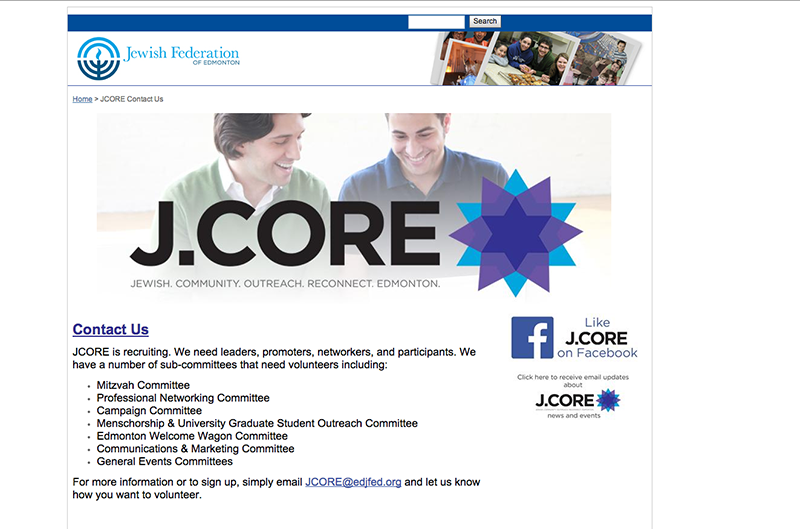 Search
Jewish Federation
OF EDMONTON
Home > JCORE Contact Us
J.CORE
JEWISH. COMMUNITY. OUTREACH. RECONNECT. EDMONTON.
Contact Us
JCORE is recruiting. We need leaders, promoters, networkers, and participants. We
have a number of sub-committees that need volunteers including:
• Mitzvah Committee
• Professional Networking Committee
• Campaign Committee
• Menschorship & University Graduate Student Outreach Committee
• Edmonton Welcome Wagon Committee
• Communications & Marketing Committee
• General Events Committees
For more information or to sign up, simply email JCORE@edjfed.org and let us know
how you want to volunteer.
f
Like
J.CORE
on Facebook
Click here to receive email updates
about
J.CORE
news and events